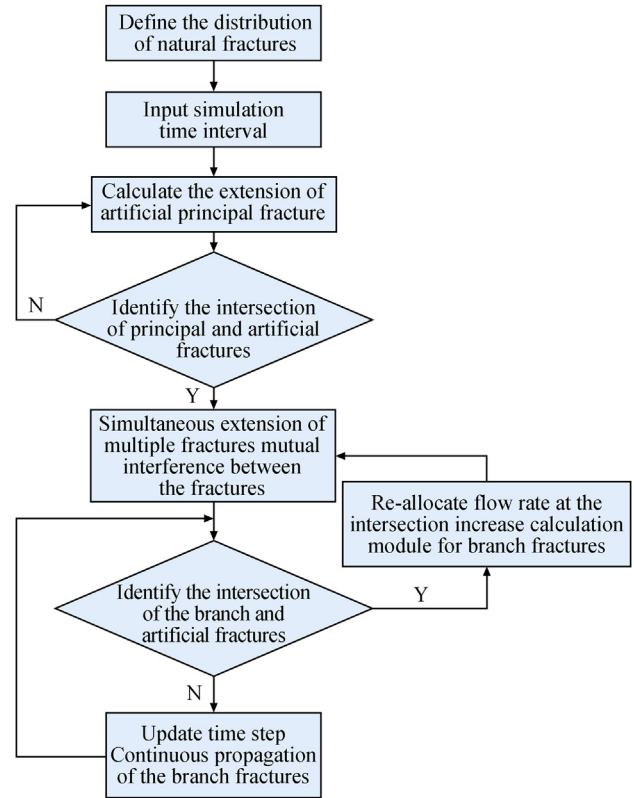 Define the distribution
of natural fractures
Input simulation
time interval
Calculate the extension of
artificial principal fracture
N
Identify the intersection
of principal and artificial
fractures
Y
Simultaneous extension of
multiple fractures mutual
interference between
the fractures
Re-allocate flow rate at the
intersection increase calculation
module for branch fractures
Identify the intersection
of the branch and
artificial fractures
Y
N
Update time step
Continuous propagation
of the branch fractures